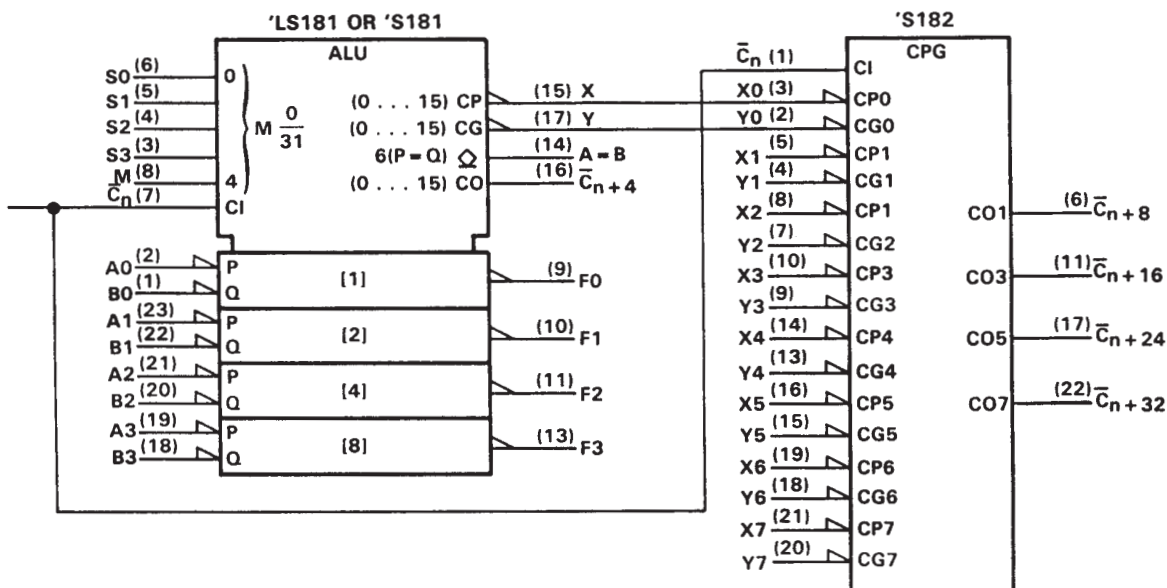 'LS181 OR 'S181
ALU
S0 (6) 0
S1 (5)
S2 (4)
S3 (3)
M (8) 4
C̅n (7) CI
M 0/31
(0 . . . 15) CP (15) X
(0 . . . 15) CG (17) Y
6(P = Q) (14) A = B
(0 . . . 15) CO (16) C̅n + 4
A0 (2) P
B0 (1) Q
[1] (9) F0
A1 (23) P
B1 (22) Q
[2] (10) F1
A2 (21) P
B2 (20) Q
[4] (11) F2
A3 (19) P
B3 (18) Q
[8] (13) F3
'S182
CPG
C̅n (1) CI
X0 (3) CP0
Y0 (2) CG0
X1 (5) CP1
Y1 (4) CG1
X2 (8) CP1
Y2 (7) CG2
X3 (10) CP3
Y3 (9) CG3
X4 (14) CP4
Y4 (13) CG4
X5 (16) CP5
Y5 (15) CG5
X6 (19) CP6
Y6 (18) CG6
X7 (21) CP7
Y7 (20) CG7
CO1 (6) C̅n + 8
CO3 (11) C̅n + 16
CO5 (17) C̅n + 24
CO7 (22) C̅n + 32